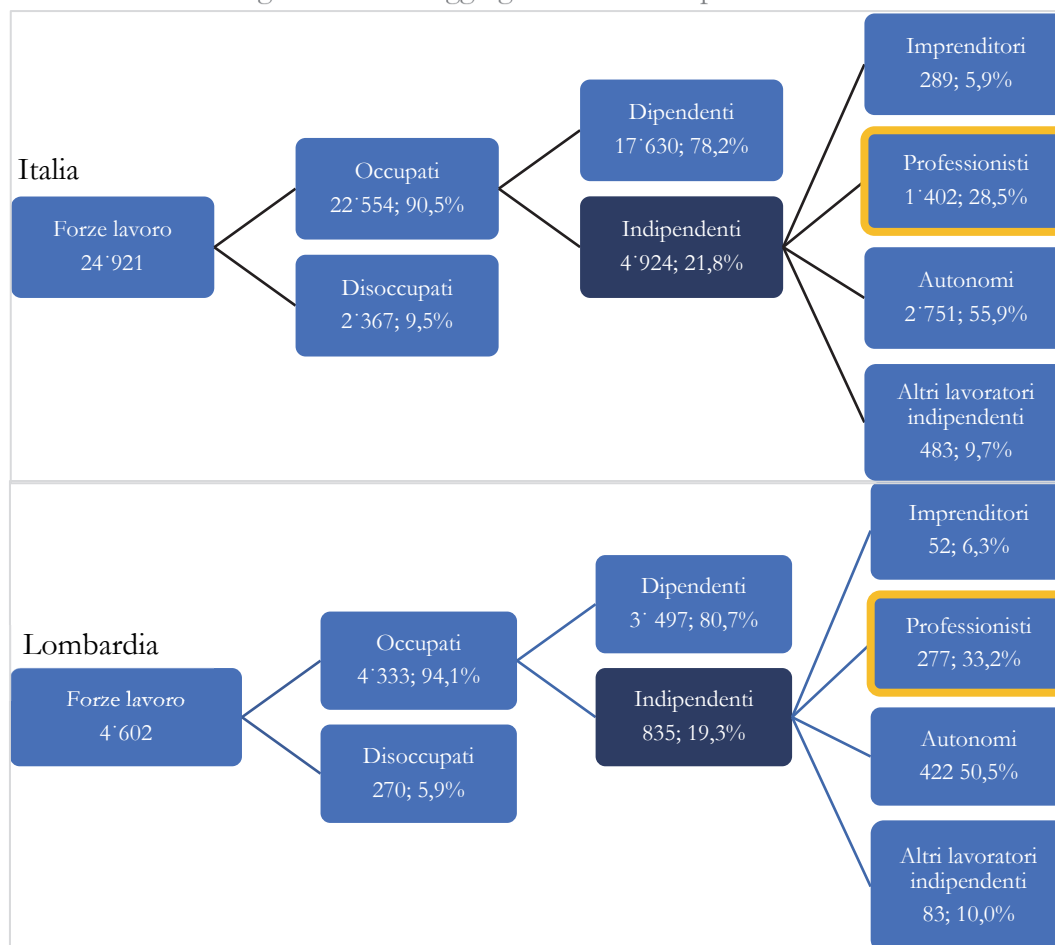 Italia
Forze lavoro
24˙921
Occupati
22˙554; 90,5%
Disoccupati
2˙367; 9,5%
Dipendenti
17˙630; 78,2%
Indipendenti
4˙924; 21,8%
Imprenditori
289; 5,9%
Professionisti
1˙402; 28,5%
Autonomi
2˙751; 55,9%
Altri lavoratori
indipendenti
483; 9,7%
Lombardia
Forze lavoro
4˙602
Occupati
4˙333; 94,1%
Disoccupati
270; 5,9%
Dipendenti
3˙ 497; 80,7%
Indipendenti
835; 19,3%
Imprenditori
52; 6,3%
Professionisti
277; 33,2%
Autonomi
422 50,5%
Altri lavoratori
indipendenti
83; 10,0%